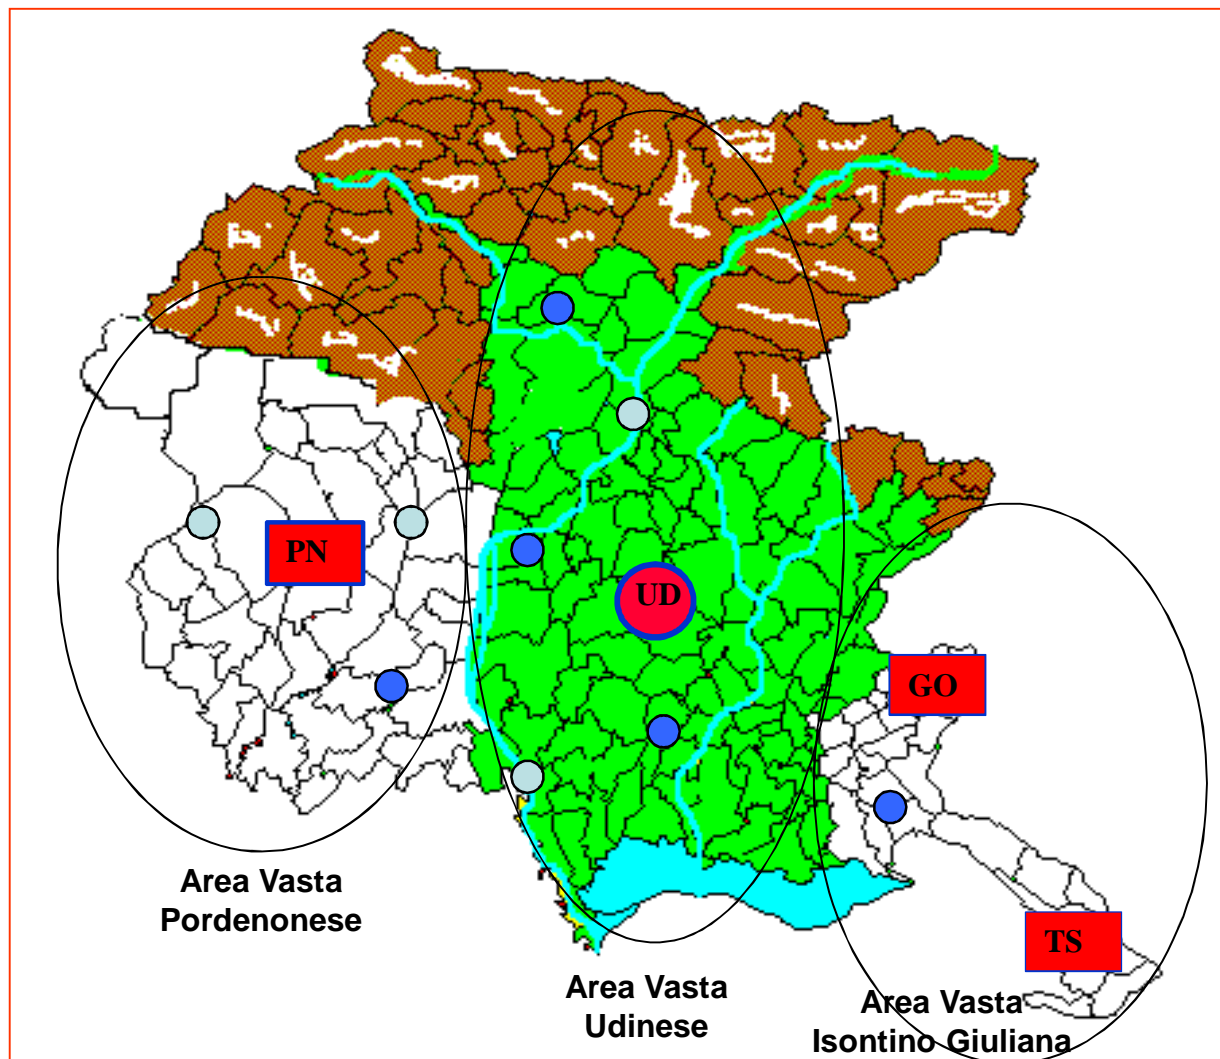 PN
UD
GO
TS
Area Vasta
Pordenonese
Area Vasta
Udinese
Area Vasta
Isontino Giuliana